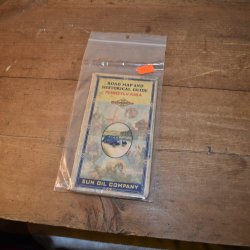 ROAD MAP AND
HISTORICAL GUIDE
PENNSYLVANIA
SUN OIL COMPANY